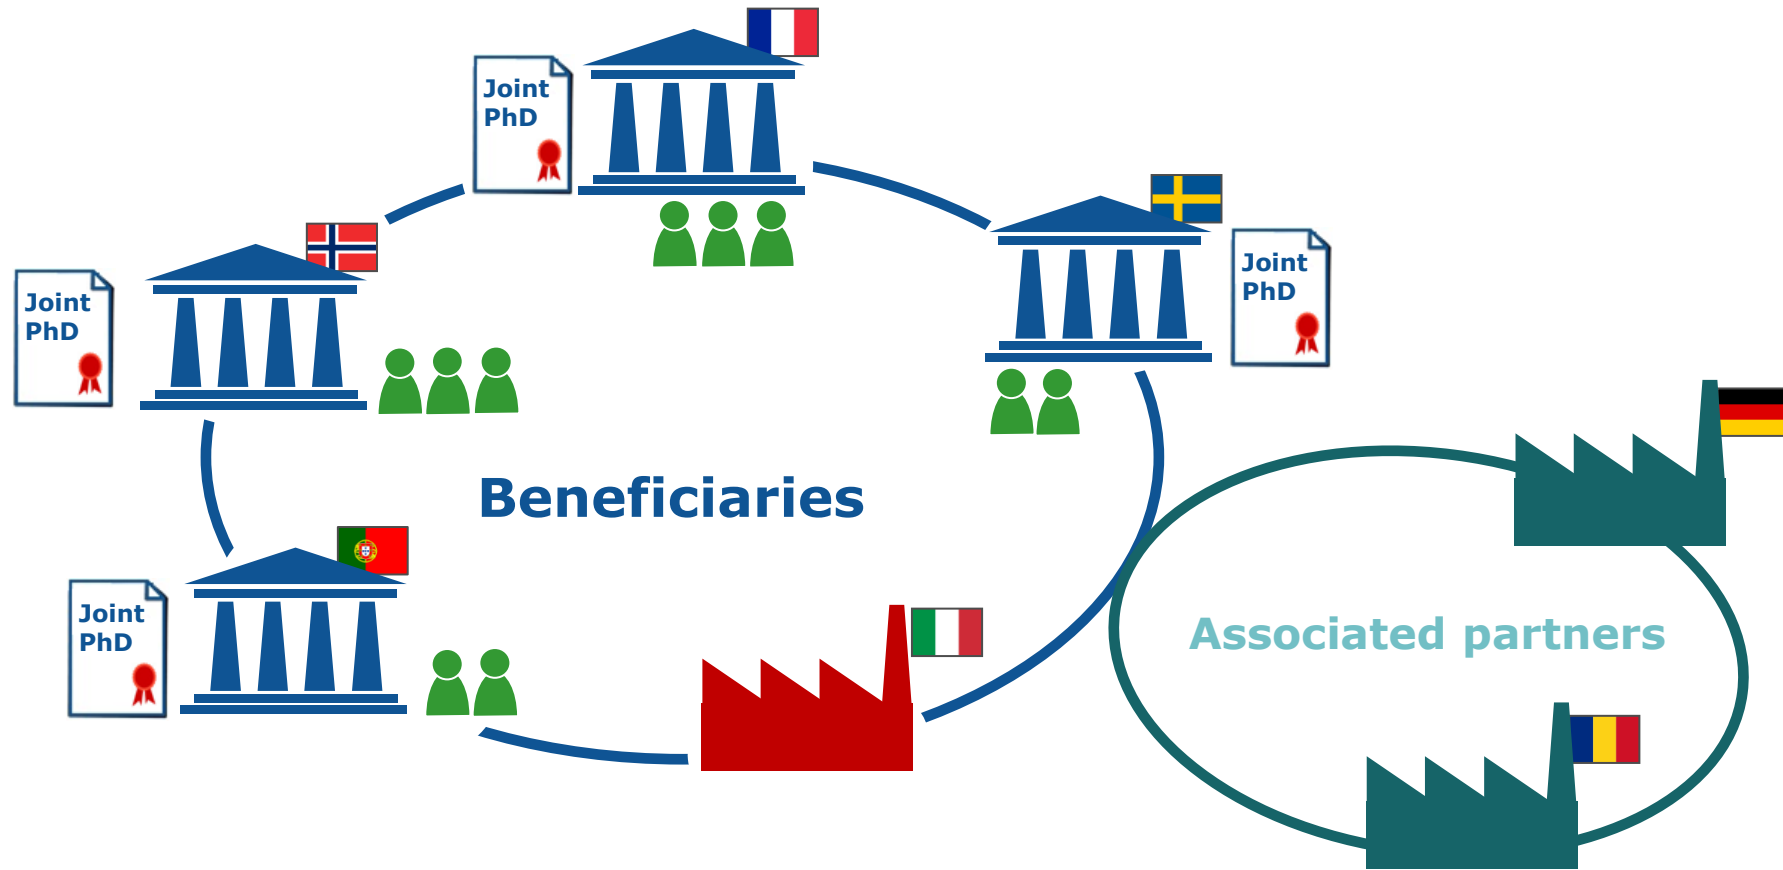 Joint
PhD
Joint
PhD
Joint
PhD
Beneficiaries
Joint
PhD
Associated partners